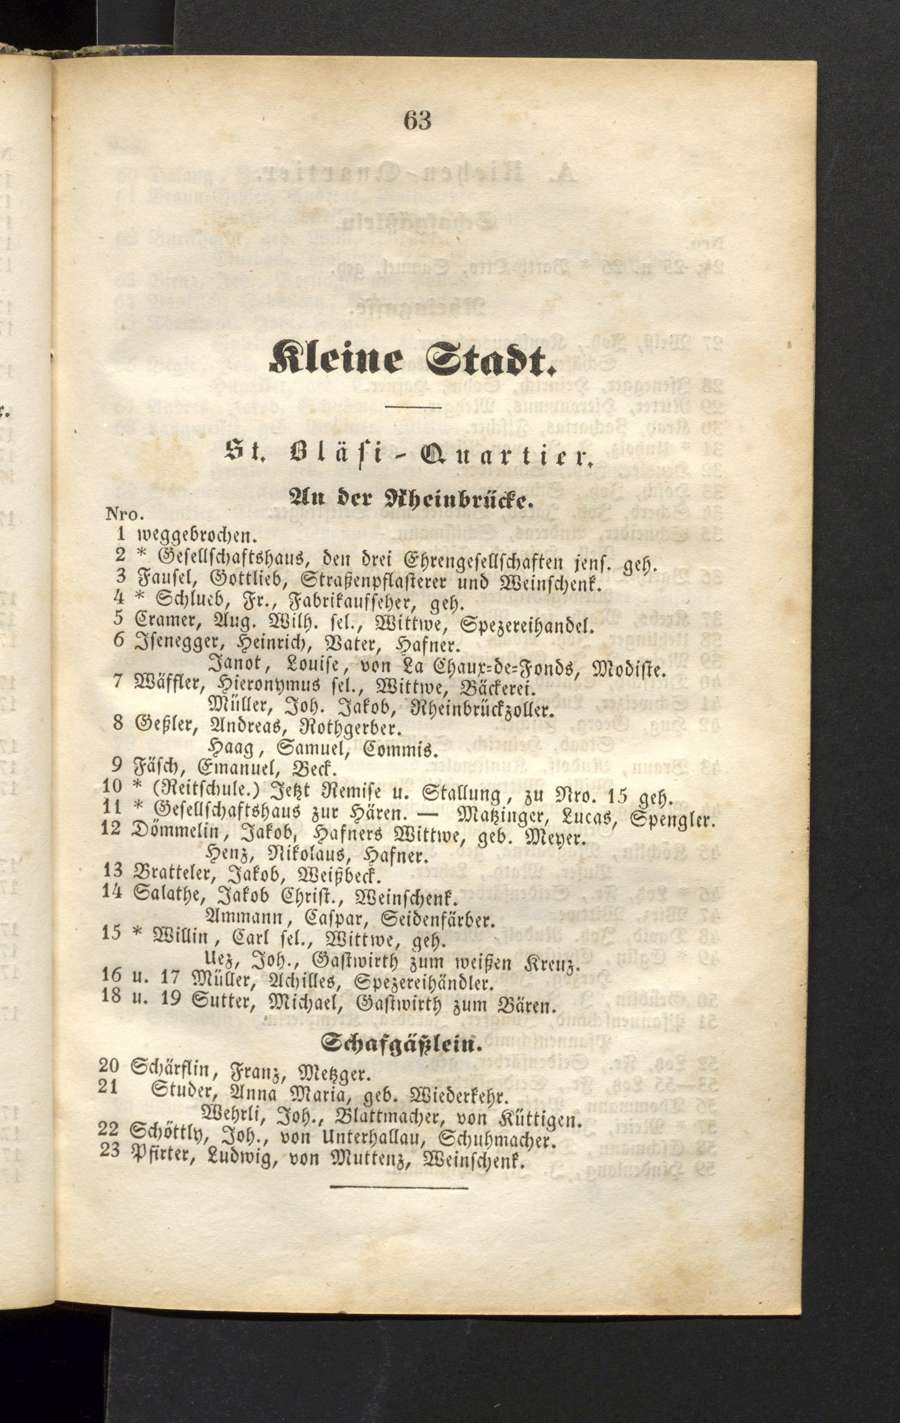 63
Kleine Stadt.
St. Bläsi-Quartier.
An der Rheinbrücke.
Nro.
1 weggebrochen.
2 * Gesellschaftshaus, den drei Ehrengesellschaften jens. geh.
3 Fausel, Gottlieb, Straßenpflasterer und Weinschenk.
4 * Schlueb, Fr., Fabrikaufseher, geh.
5 Cramer, Aug. Wilh. sel., Wittwe, Spezereihandel.
6 Isenegger, Heinrich, Vater, Hafner.
Janot, Louise, von La Chaux-de-Fonds, Modiste.
7 Wäffler, Hieronymus sel., Wittwe, Bäckerei.
Müller, Joh. Jakob, Rheinbrückzoller.
8 Geßler, Andreas, Rothgerber.
Haag, Samuel, Commis.
9 Fäsch, Emanuel, Beck.
10 * (Reitschule.) Jetzt Remise u. Stallung, zu Nro. 15 geh.
11 * Gesellschaftshaus zur Hären. — Matzinger, Lucas, Spengler.
12 Dömmelin, Jakob, Hafners Wittwe, geb. Meyer.
Henz, Nikolaus, Hafner.
13 Bratteler, Jakob, Weißbeck.
14 Salathe, Jakob Christ., Weinschenk.
Ammann, Caspar, Seidenfärber.
15 * Willin, Carl sel., Wittwe, geh.
Uez, Joh., Gastwirth zum weißen Kreuz.
16 u. 17 Müller, Achilles, Spezereihändler.
18 u. 19 Sutter, Michael, Gastwirth zum Bären.
Schafgäßlein.
20 Schärflin, Franz, Metzger.
21 Studer, Anna Maria, geb. Wiederkehr.
Wehrli, Joh., Blattmacher, von Küttigen.
22 Schöttly, Joh., von Unterhallau, Schuhmacher.
23 Pfirter, Ludwig, von Muttenz, Weinschenk.